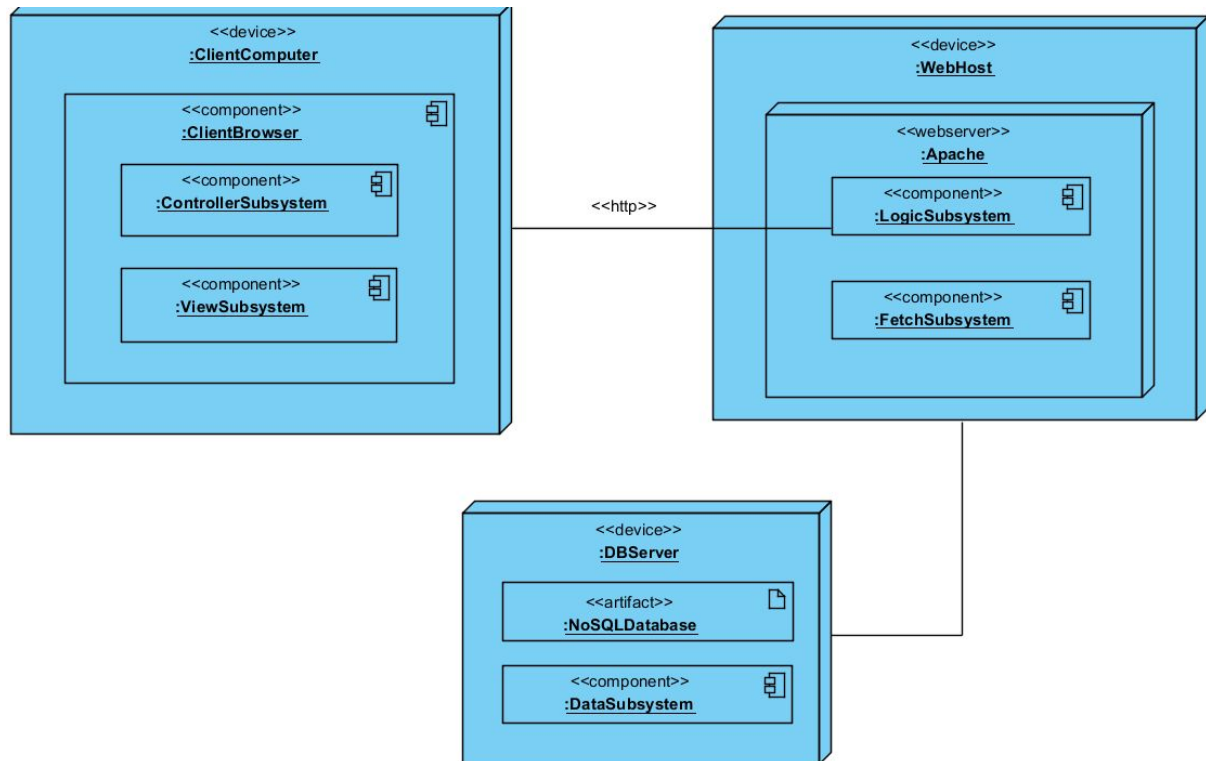 <<device>>
:ClientComputer
<<component>>
:ClientBrowser
<<component>>
:ControllerSubsystem
<<component>>
:ViewSubsystem
<<http>>
<<device>>
:WebHost
<<webserver>>
:Apache
<<component>>
:LogicSubsystem
<<component>>
:FetchSubsystem
<<device>>
:DBServer
<<artifact>>
:NoSQLDatabase
<<component>>
:DataSubsystem